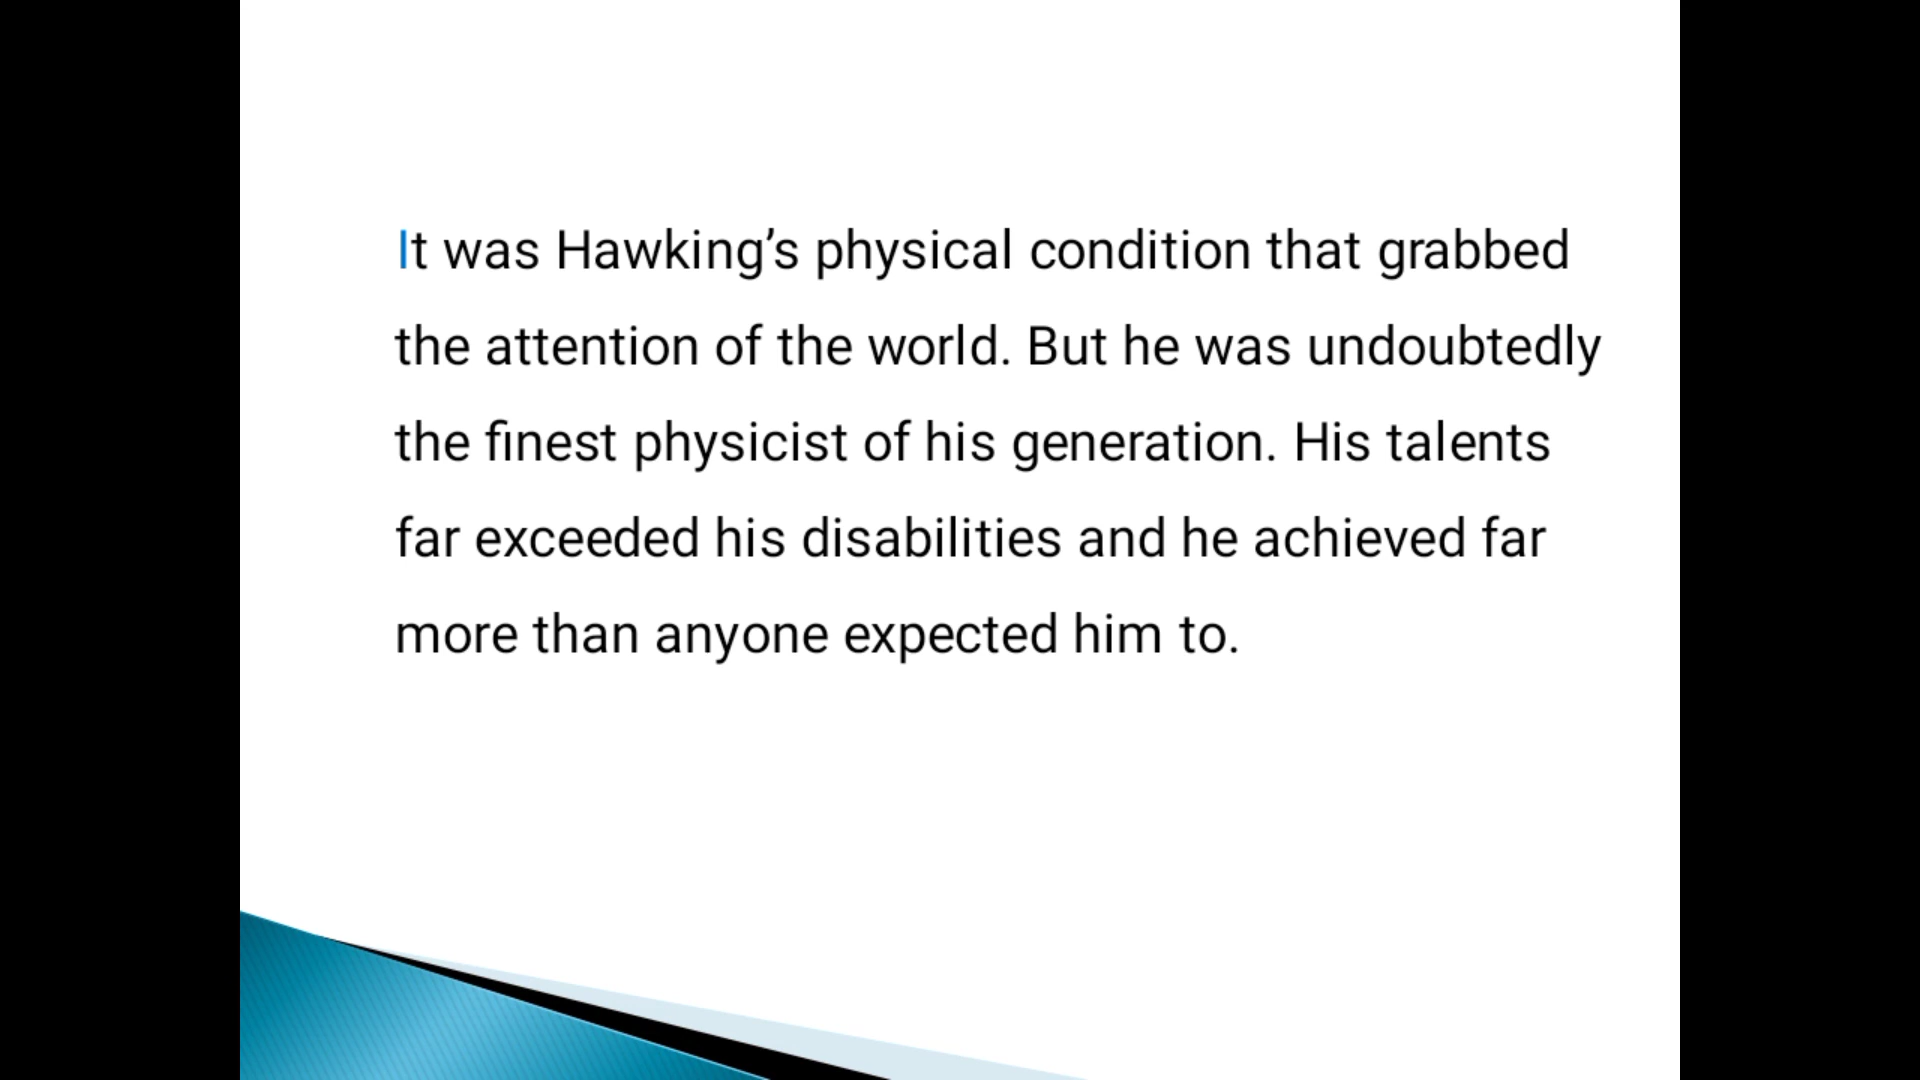 It was Hawking’s physical condition that grabbed
the attention of the world. But he was undoubtedly
the finest physicist of his generation. His talents
far exceeded his disabilities and he achieved far
more than anyone expected him to.